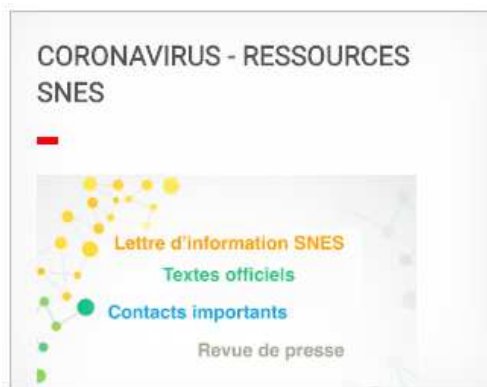 CORONAVIRUS - RESSOURCES
SNES
Lettre d'information SNES
Textes officiels
Contacts importants
Revue de presse